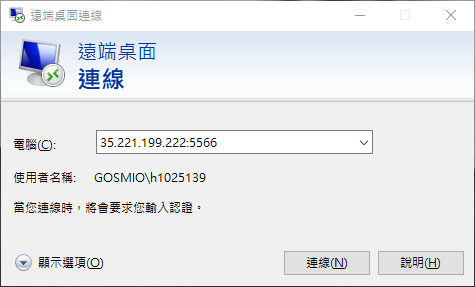 遠端桌面連線
遠端桌面
連線
電腦(C): 35.221.199.222:5566
使用者名稱: GOSMIO\h1025139
當您連線時，將會要求您輸入認證。
顯示選項(O) 連線(N) 說明(H)